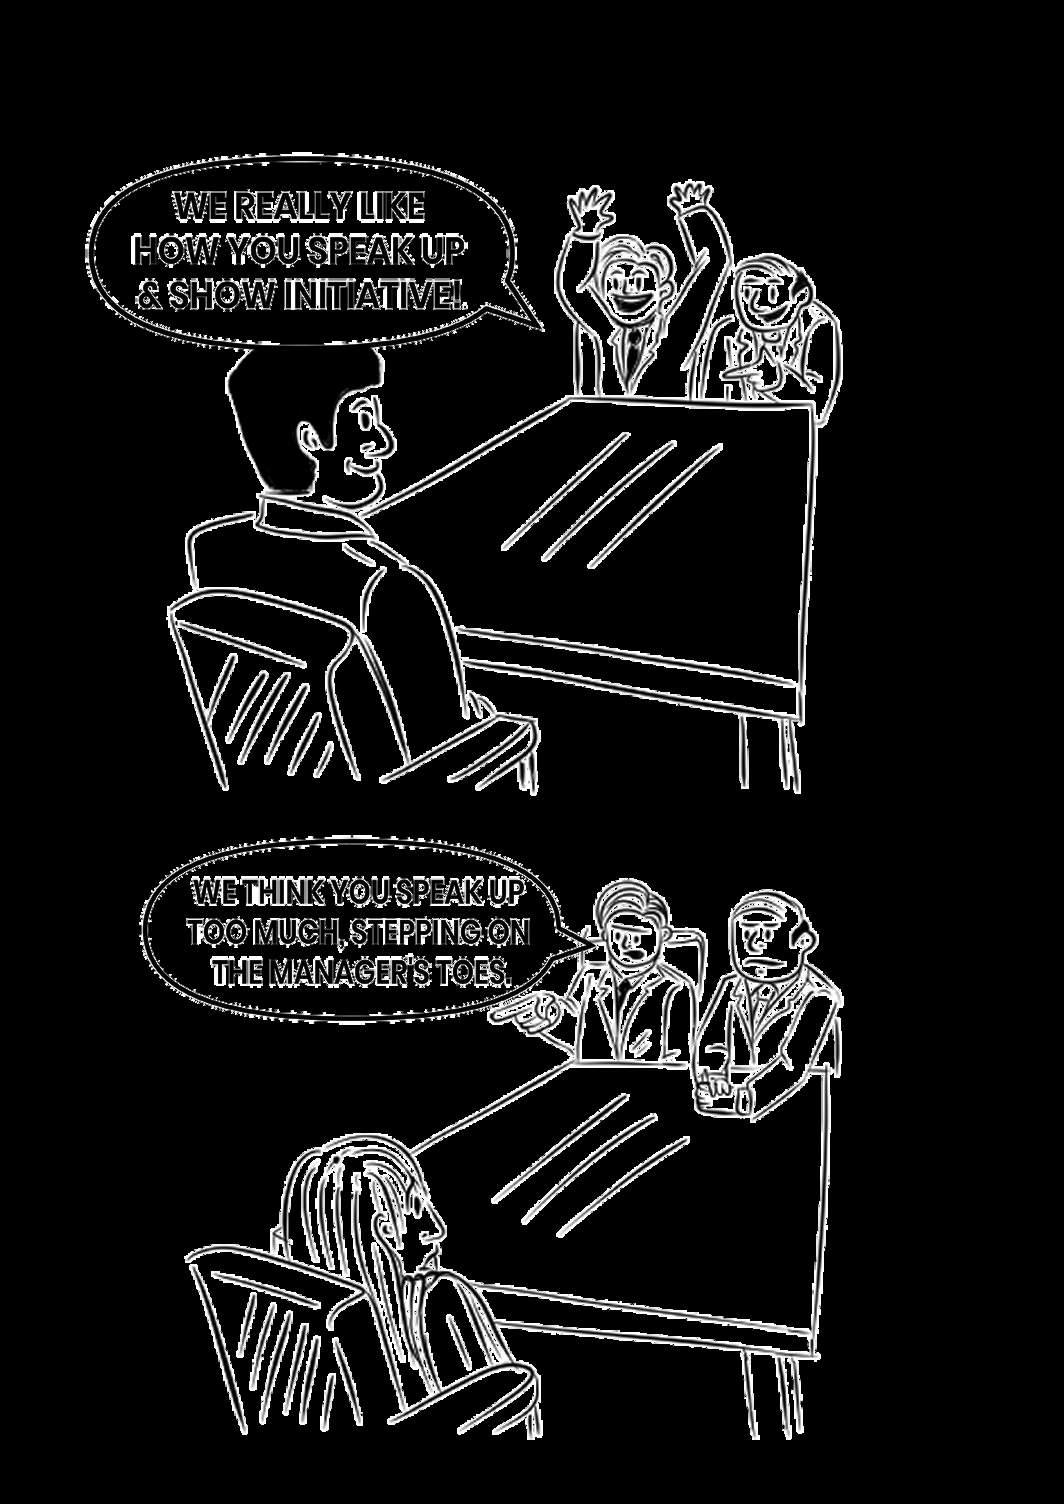 WE REALLY LIKE
HOW YOU SPEAK UP
& SHOW INITIATIVE!
WE THINK YOU SPEAK UP
TOO MUCH, STEPPING ON
THE MANAGER'S TOES.